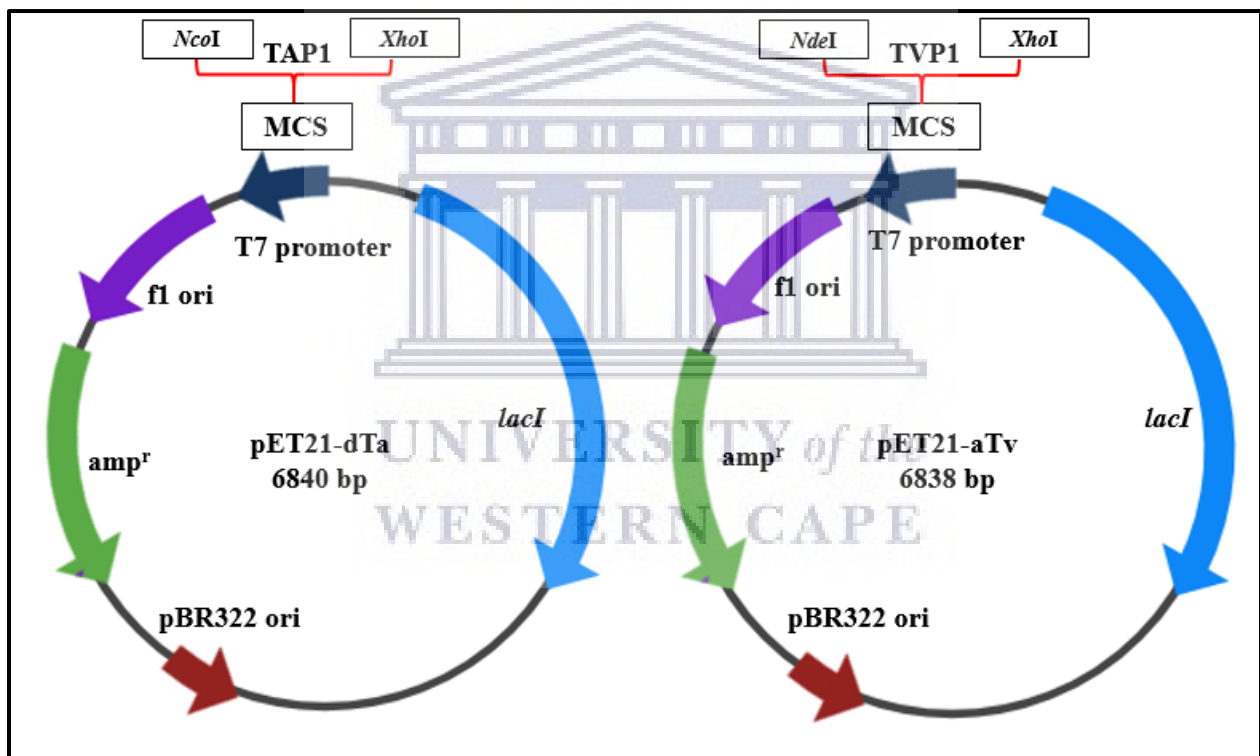 NcoI
TAP1
XhoI
MCS
T7 promoter
f1 ori
lacI
ampʳ
pET21-dTa
6840 bp
pBR322 ori
NdeI
TVP1
XhoI
MCS
T7 promoter
f1 ori
lacI
ampʳ
pET21-aTv
6838 bp
pBR322 ori
UNIVERSITY of the
WESTERN CAPE